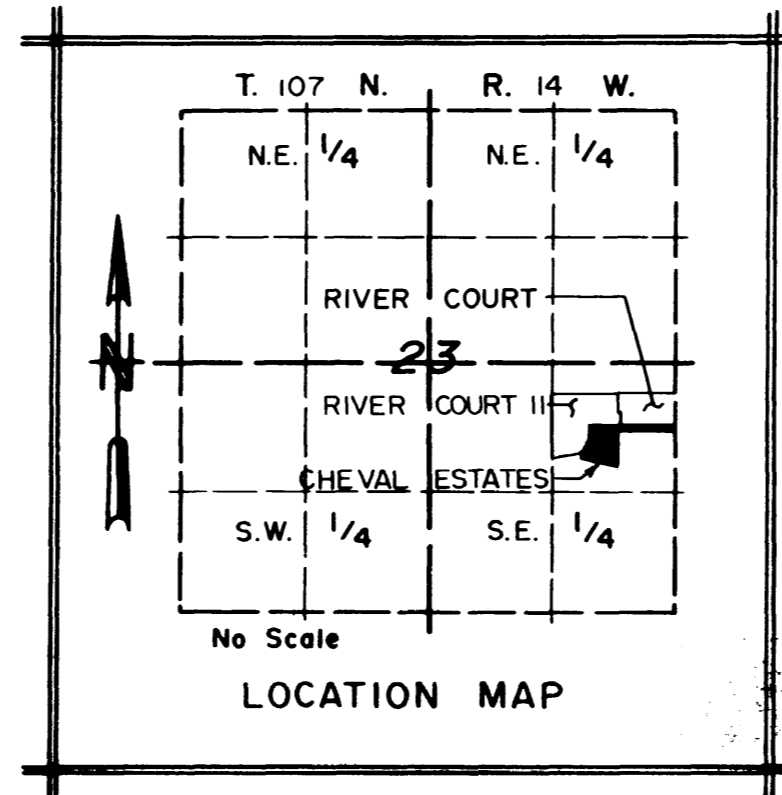 T. 107 N. R. 14 W.
N.E. 1/4 N.E. 1/4
RIVER COURT
N 23
RIVER COURT II
CHEVAL ESTATES
S.W. 1/4 S.E. 1/4
No Scale
LOCATION MAP